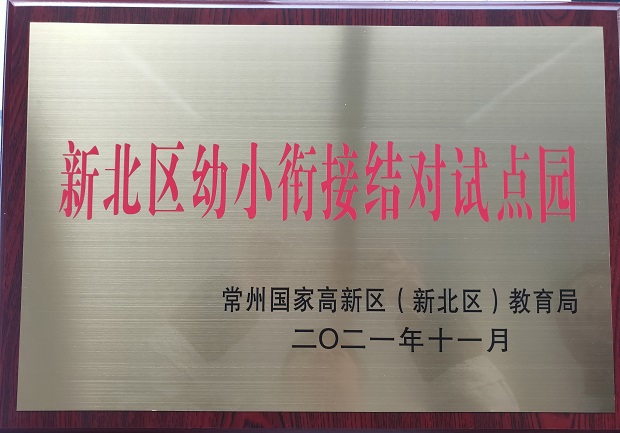 新北区幼小衔接结对试点园
常州国家高新区（新北区）教育局
二〇二一年十一月